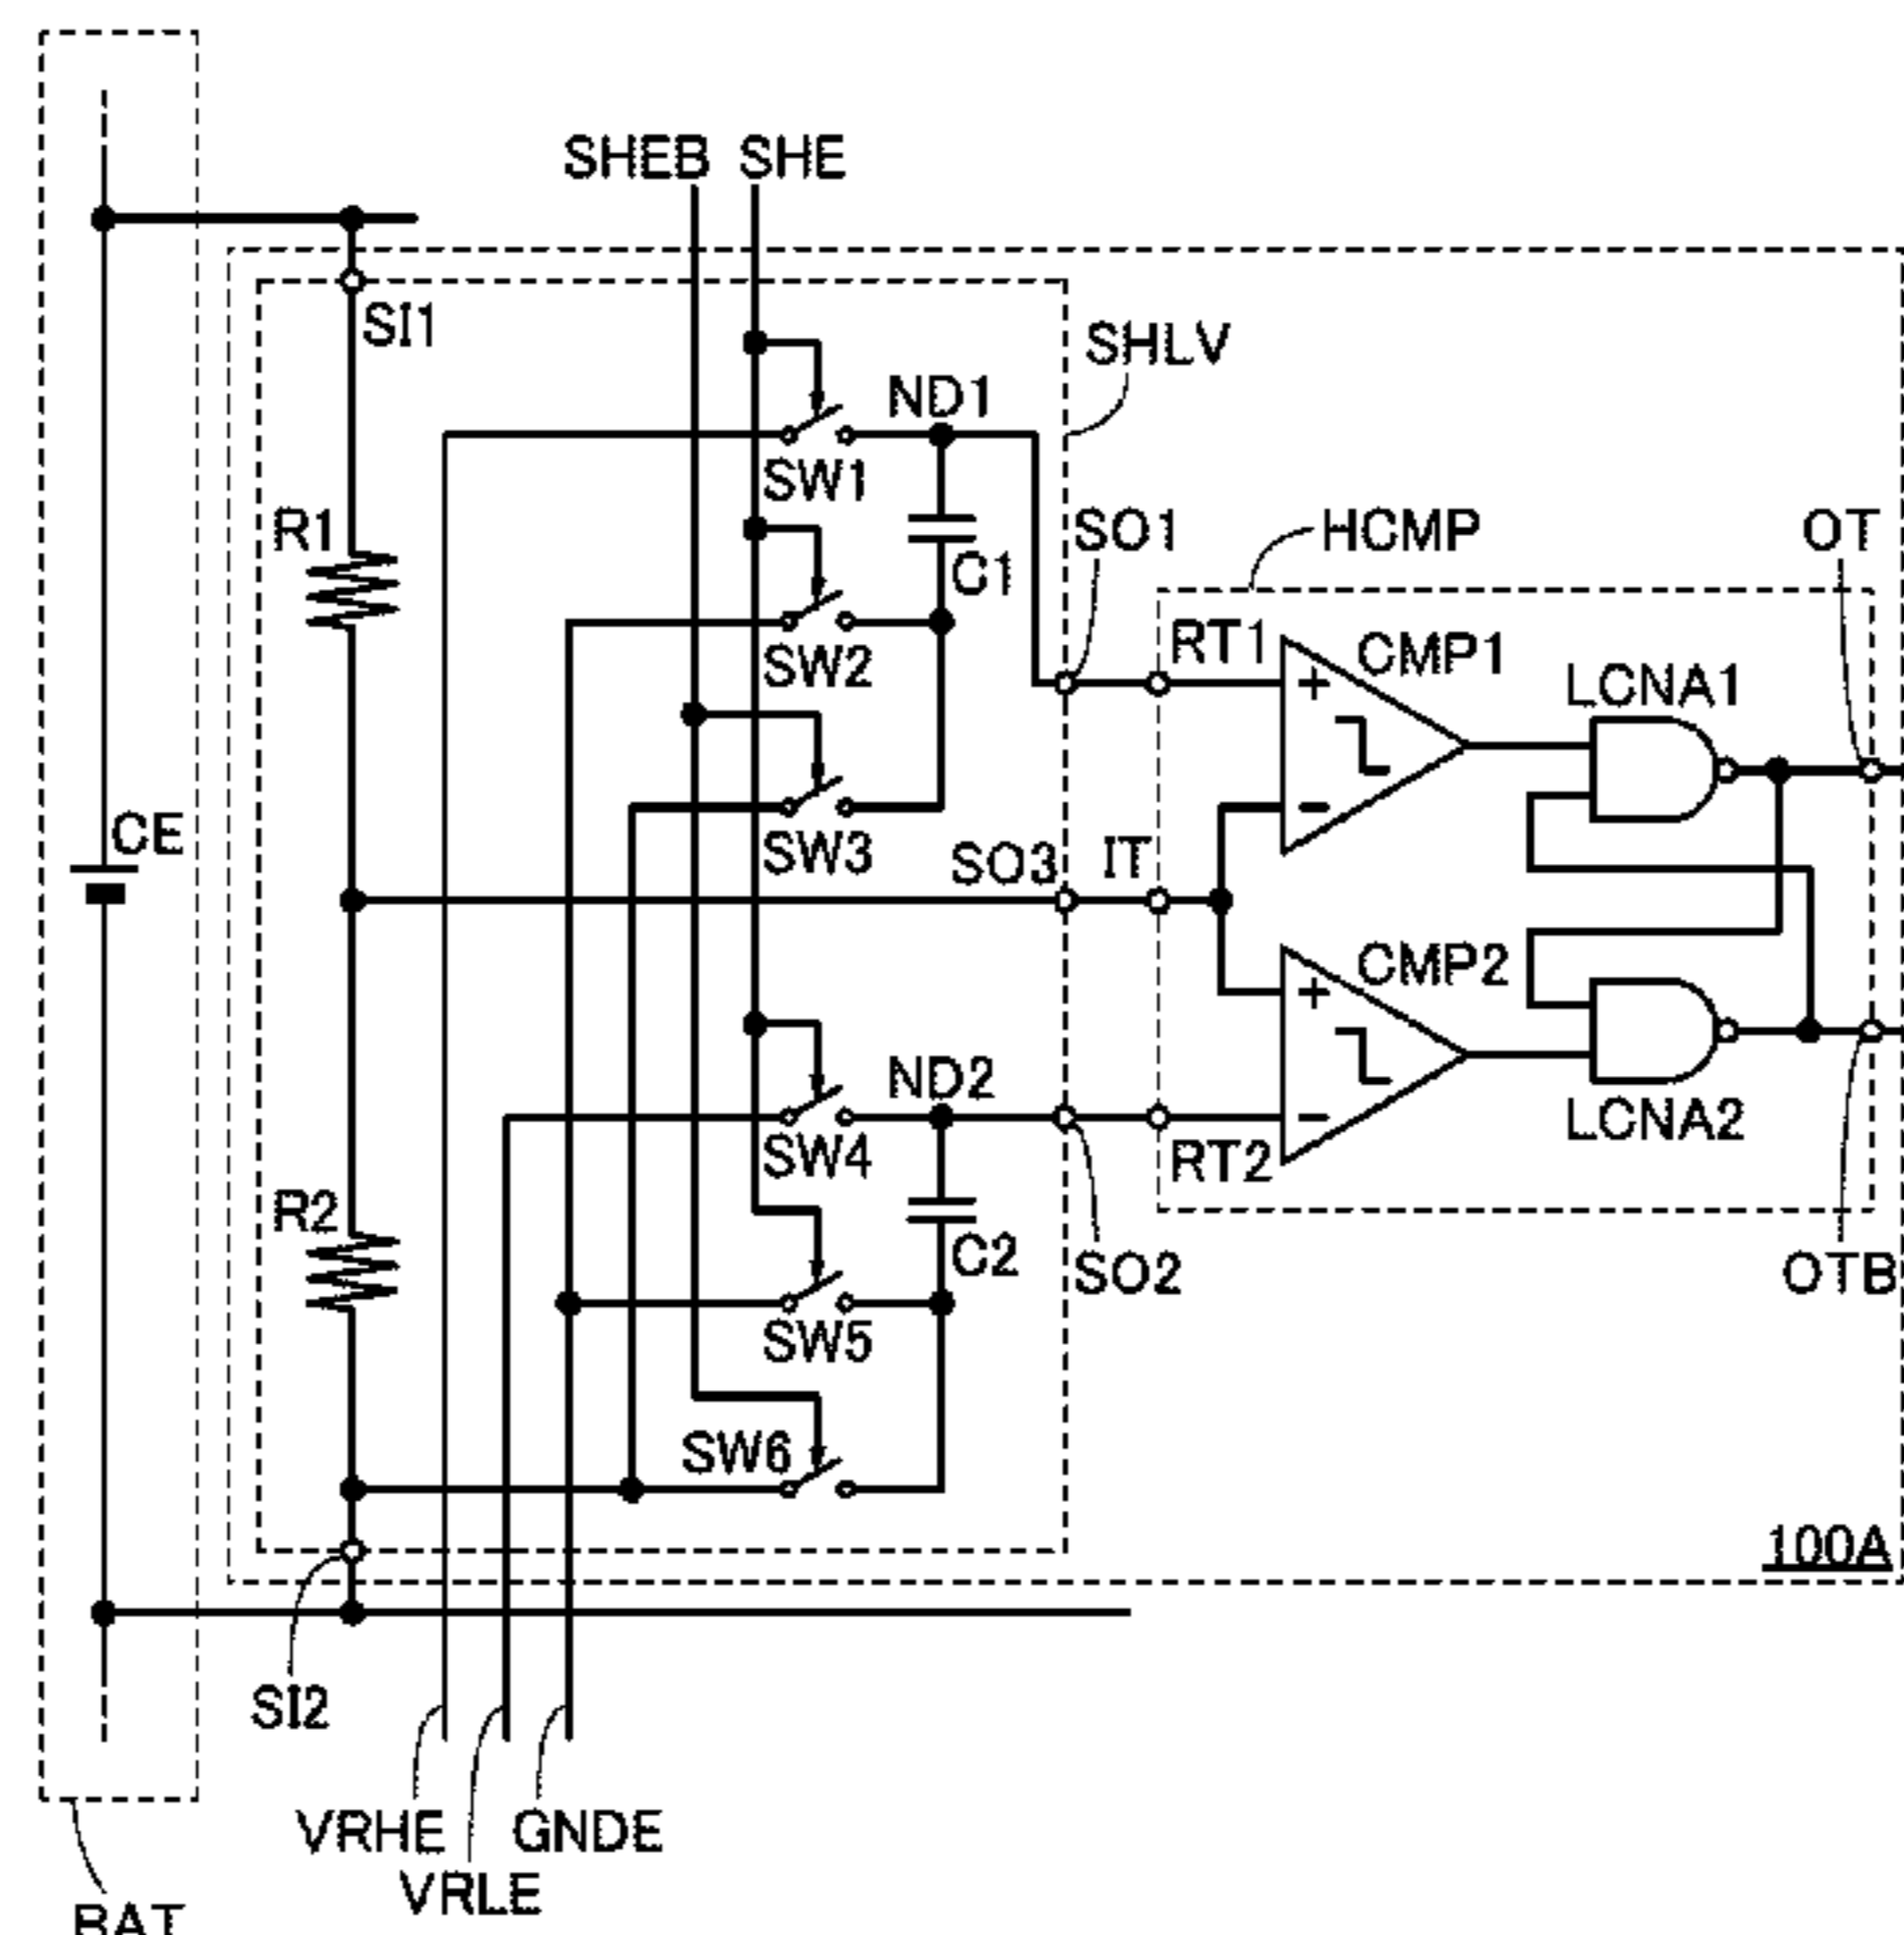 SHEB SHE
SI1
SHLV
ND1
SW1
R1
C1
SO1
HCMP
OT
SW2
RT1
CMP1
LCNA1
+
−
CE
SW3
SO3
IT
CMP2
+
−
ND2
SW4
RT2
LCNA2
R2
C2
SO2
OTB
SW5
SW6
100A
SI2
VRHE
GNDE
VRLE
BAT